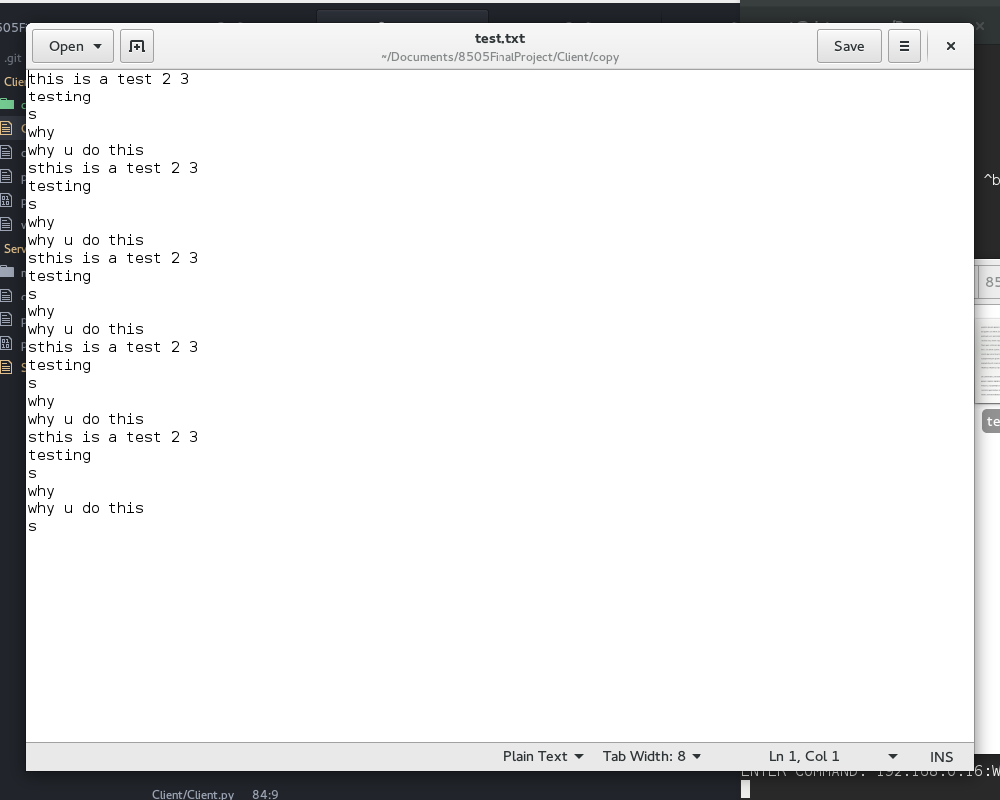 Open
test.txt
~/Documents/8505FinalProject/Client/copy
Save
this is a test 2 3
testing
s
why
why u do this
sthis is a test 2 3
testing
s
why
why u do this
sthis is a test 2 3
testing
s
why
why u do this
sthis is a test 2 3
testing
s
why
why u do this
sthis is a test 2 3
testing
s
why
why u do this
s
Plain Text
Tab Width: 8
Ln 1, Col 1
INS
.git
^b
85
te
ENTER COMMAND: 192.168.0.16:W
Client/Client.py 84:9